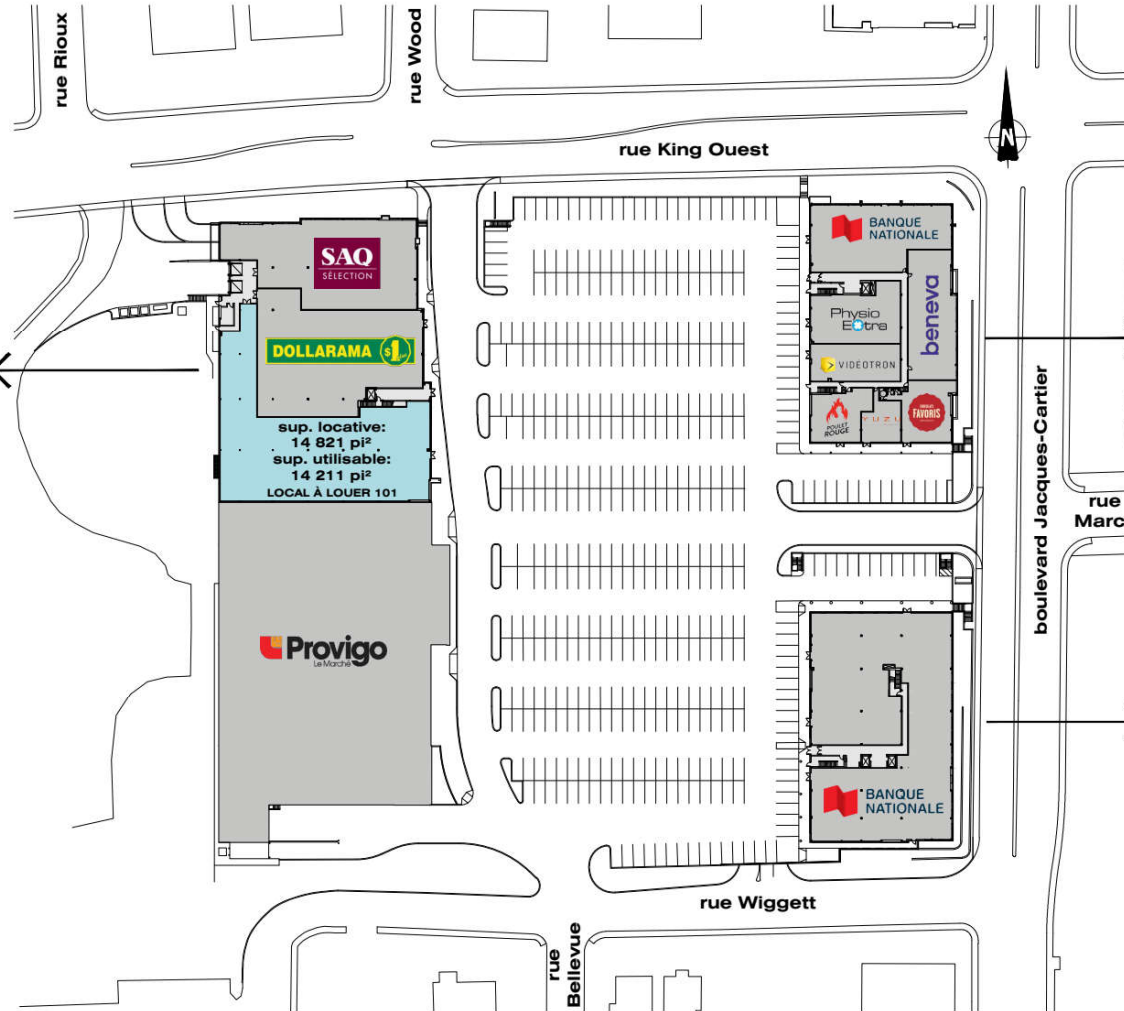 rue Rioux
rue Wood
rue King Ouest
N
SAQ
SÉLECTION
BANQUE
NATIONALE
beneva
Physio
Extra
DOLLARAMA $1
VIDEOTRON
POULET
ROUGE
YUZU
FAVORIS
sup. locative:
14 821 pi²
sup. utilisable:
14 211 pi²
LOCAL À LOUER 101
boulevard Jacques-Cartier
rue
Marc
Provigo
Le Marché
BANQUE
NATIONALE
rue Wiggett
rue
Bellevue